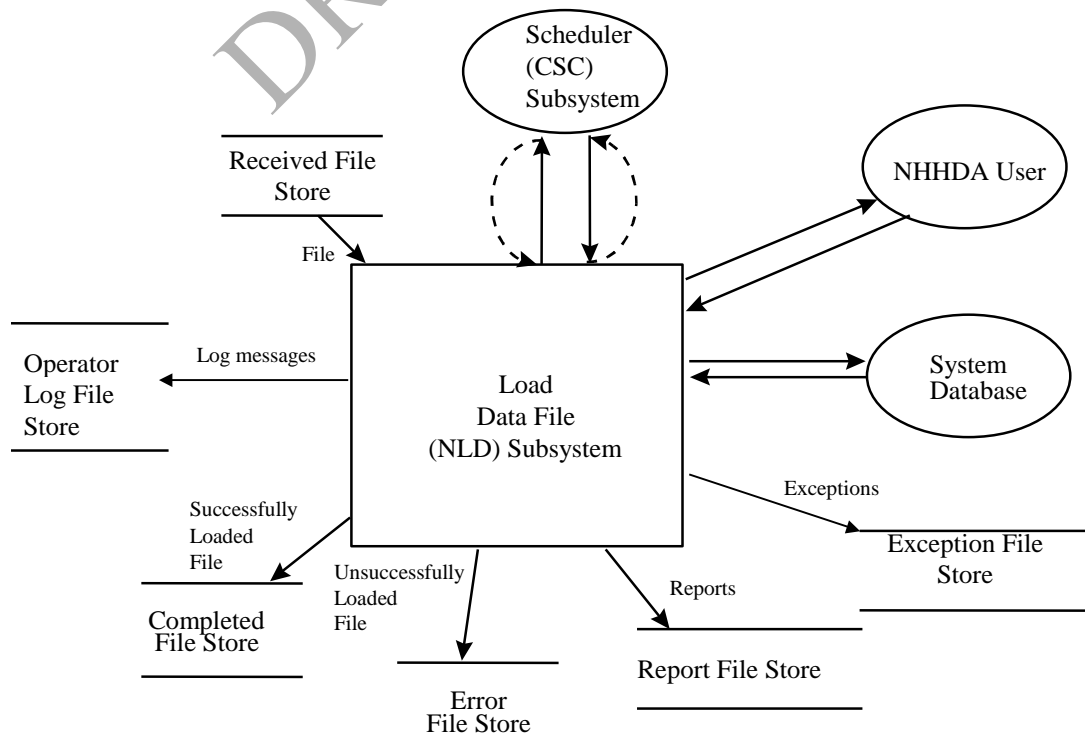 Scheduler
(CSC)
Subsystem
Received File
Store
NHHDA User
File
Operator
Log File
Store
Log messages
Load
Data File
(NLD) Subsystem
System
Database
Successfully
Loaded
File
Unsuccessfully
Loaded
File
Exceptions
Exception File
Store
Reports
Completed
File Store
Error
File Store
Report File Store